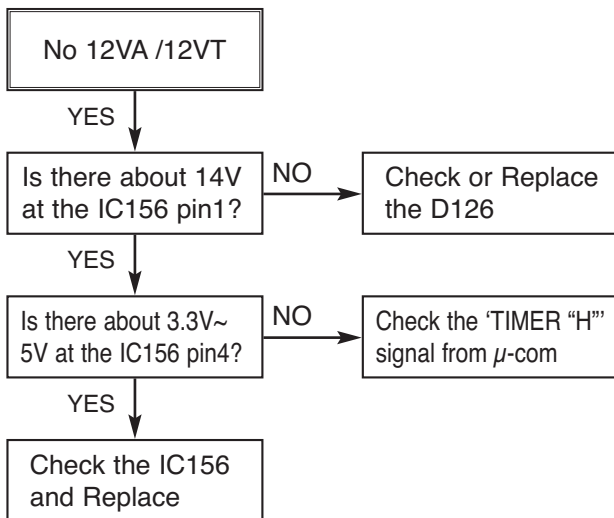 No 12VA /12VT
YES
Is there about 14V
at the IC156 pin1?
NO
Check or Replace
the D126
YES
Is there about 3.3V~
5V at the IC156 pin4?
NO
Check the ‘TIMER “H”’
signal from µ-com
YES
Check the IC156
and Replace